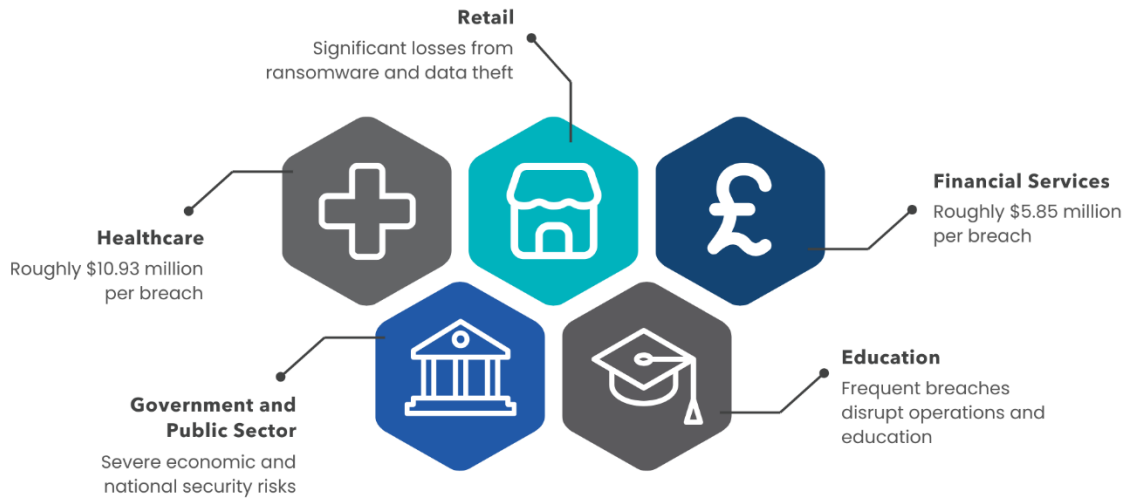 Retail
Significant losses from
ransomware and data theft
Healthcare
Roughly $10.93 million
per breach
£
Financial Services
Roughly $5.85 million
per breach
Government and
Public Sector
Severe economic and
national security risks
Education
Frequent breaches
disrupt operations and
education